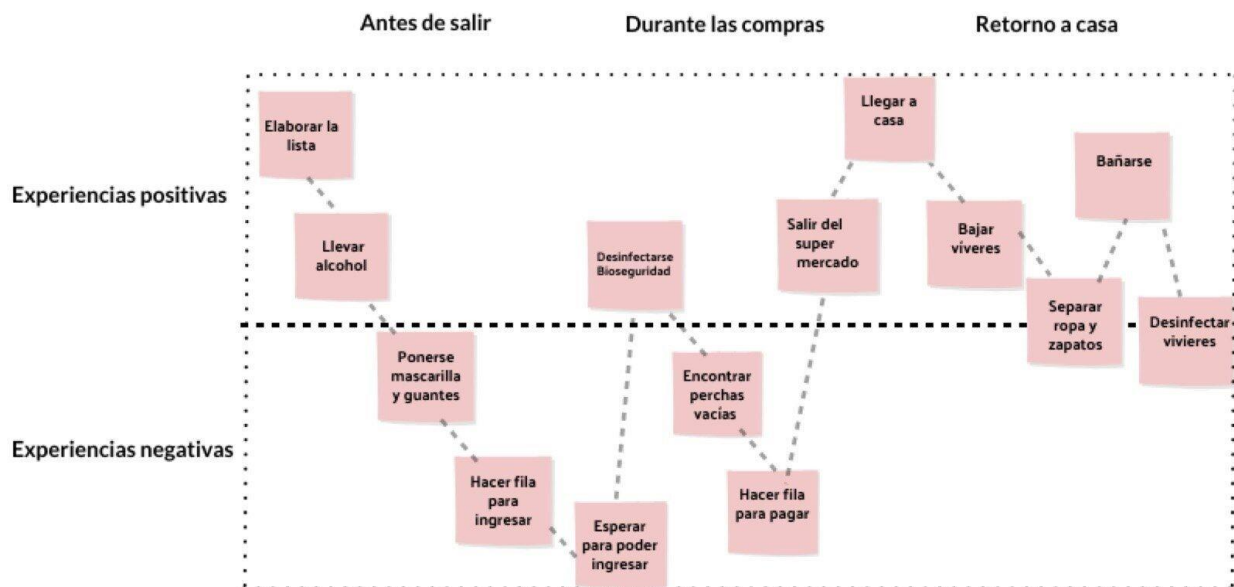 Antes de salir
Durante las compras
Retorno a casa
Experiencias positivas
Experiencias negativas
Elaborar la
lista
Llevar
alcohol
Ponerse
mascarilla
y guantes
Hacer fila
para
ingresar
Esperar
para poder
ingresar
Desinfectarse
Bioseguridad
Encontrar
perchas
vacías
Hacer fila
para pagar
Salir del
super
mercado
Llegar a
casa
Bajar
víveres
Separar
ropa y
zapatos
Bañarse
Desinfectar
vivieres